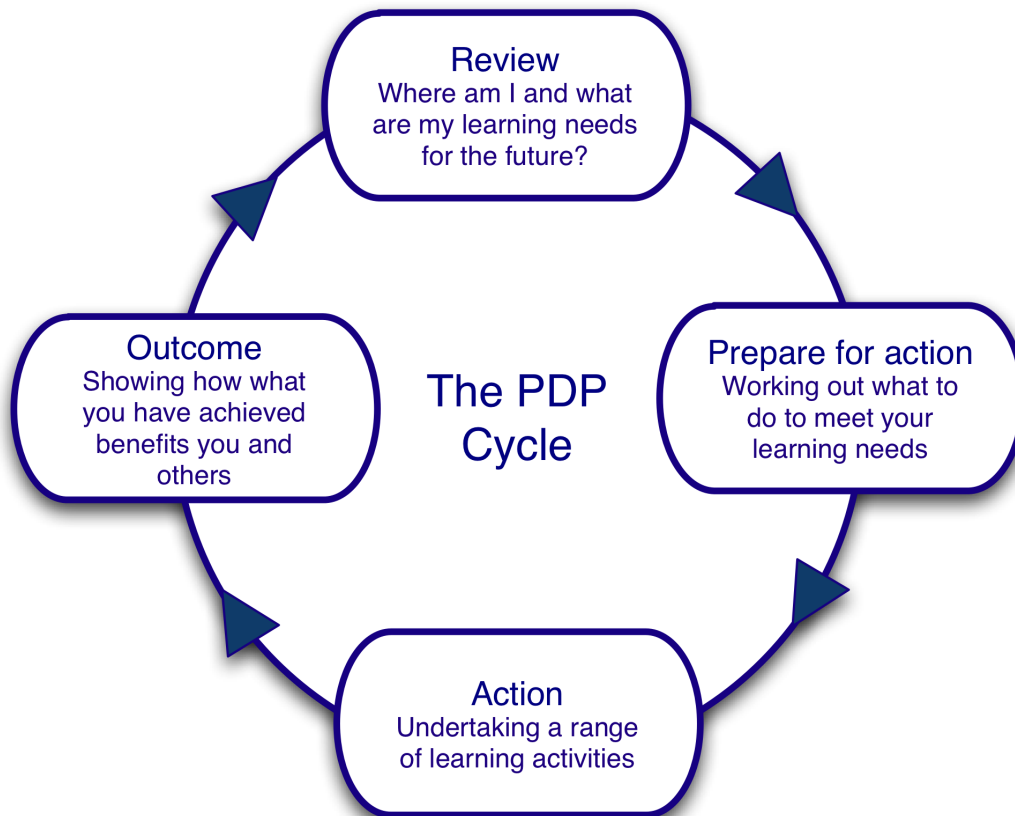 Review
Where am I and what
are my learning needs
for the future?
Prepare for action
Working out what to
do to meet your
learning needs
Action
Undertaking a range
of learning activities
Outcome
Showing how what
you have achieved
benefits you and
others
The PDP
Cycle